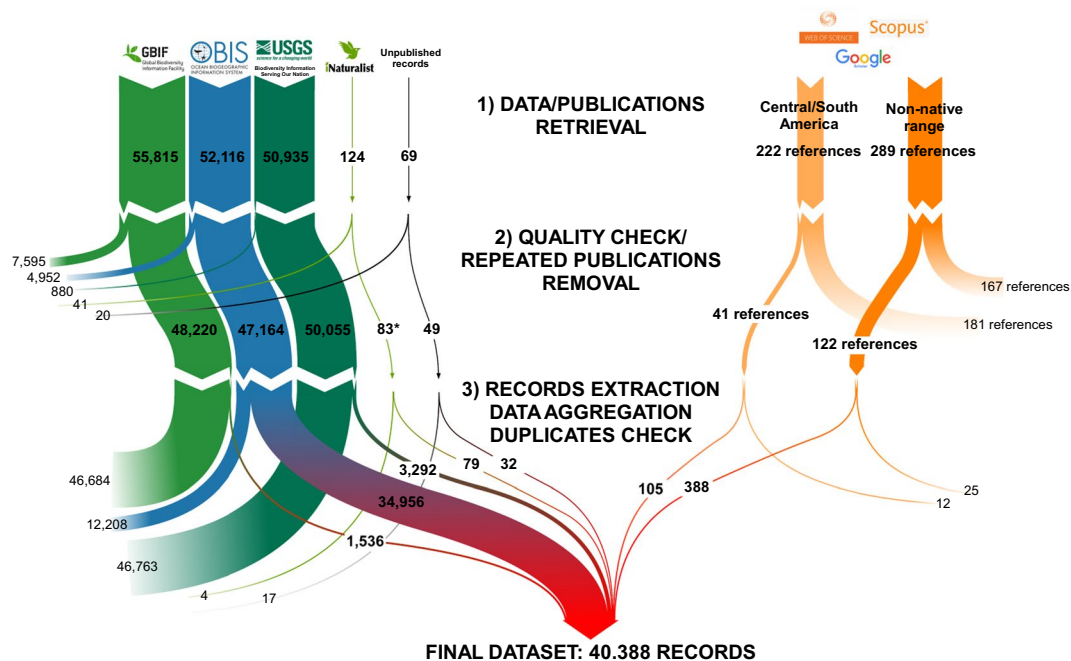 GBIF
Global Biodiversity
Information Facility
OBIS
OCEAN BIOGEOGRAPHIC
INFORMATION SYSTEM
USGS
science for a changing world
Biodiversity Information
Serving Our Nation
iNaturalist
Unpublished
records
WEB OF SCIENCE
Scopus®
Google
1) DATA/PUBLICATIONS
RETRIEVAL
Central/South
America
222 references
Non-native
range
289 references
55,815
52,116
50,935
124
69
2) QUALITY CHECK/
REPEATED PUBLICATIONS
REMOVAL
7,595
4,952
880
41
20
167 references
181 references
48,220
47,164
50,055
83*
49
41 references
122 references
3) RECORDS EXTRACTION
DATA AGGREGATION
DUPLICATES CHECK
46,684
12,208
46,763
4
17
1,536
34,956
3,292
79
32
105
388
12
25
FINAL DATASET: 40.388 RECORDS